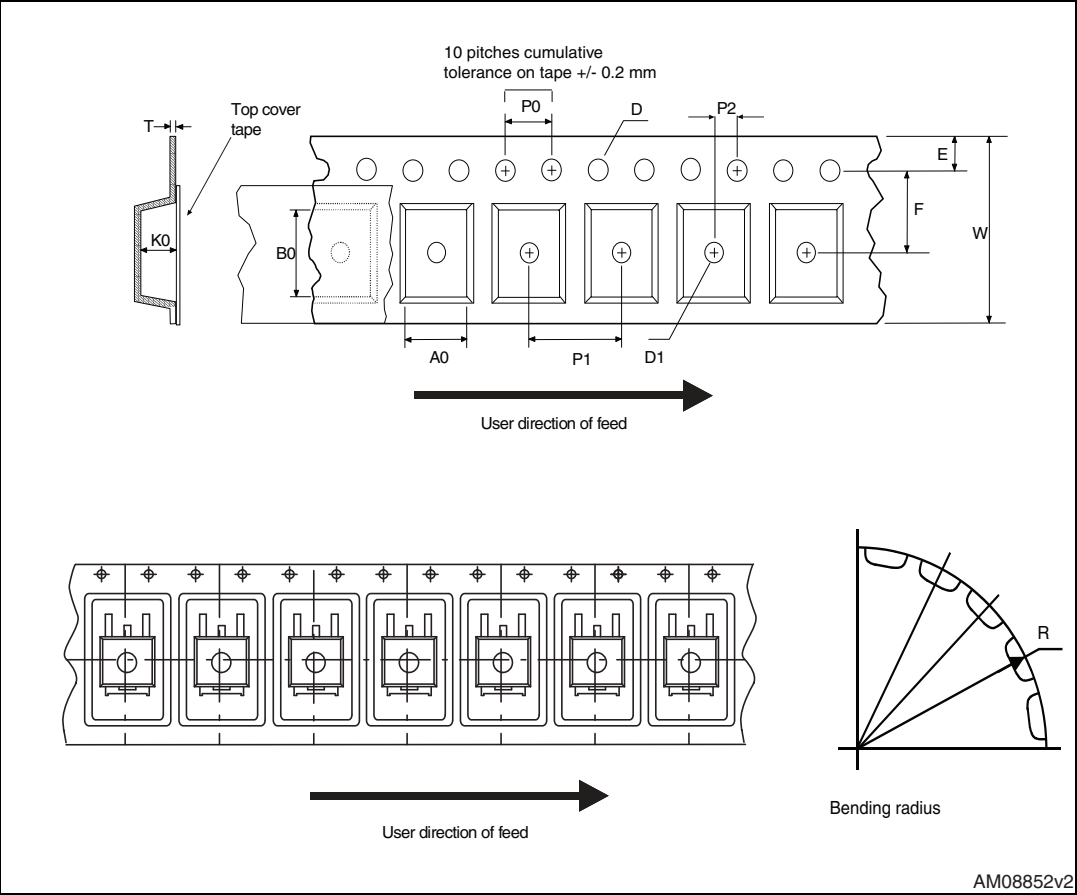 10 pitches cumulative
tolerance on tape +/- 0.2 mm
Top cover
tape
T
P0
D
P2
E
F
W
K0
B0
A0
P1
D1
User direction of feed
R
User direction of feed
Bending radius
AM08852v2